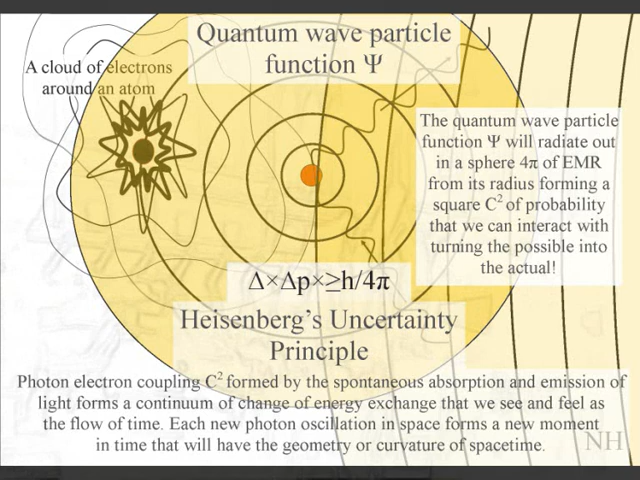 Quantum wave particle
function Ψ
A cloud of electrons
around an atom
The quantum wave particle
function Ψ will radiate out
in a sphere 4π of EMR
from its radius forming a
square C² of probability
that we can interact with
turning the possible into
the actual!
Δ×Δp×≥h/4π
Heisenberg's Uncertainty
Principle
Photon electron coupling C² formed by the spontaneous absorption and emission of
light forms a continuum of change of energy exchange that we see and feel as
the flow of time. Each new photon oscillation in space forms a new moment
in time that will have the geometry or curvature of spacetime.
NH